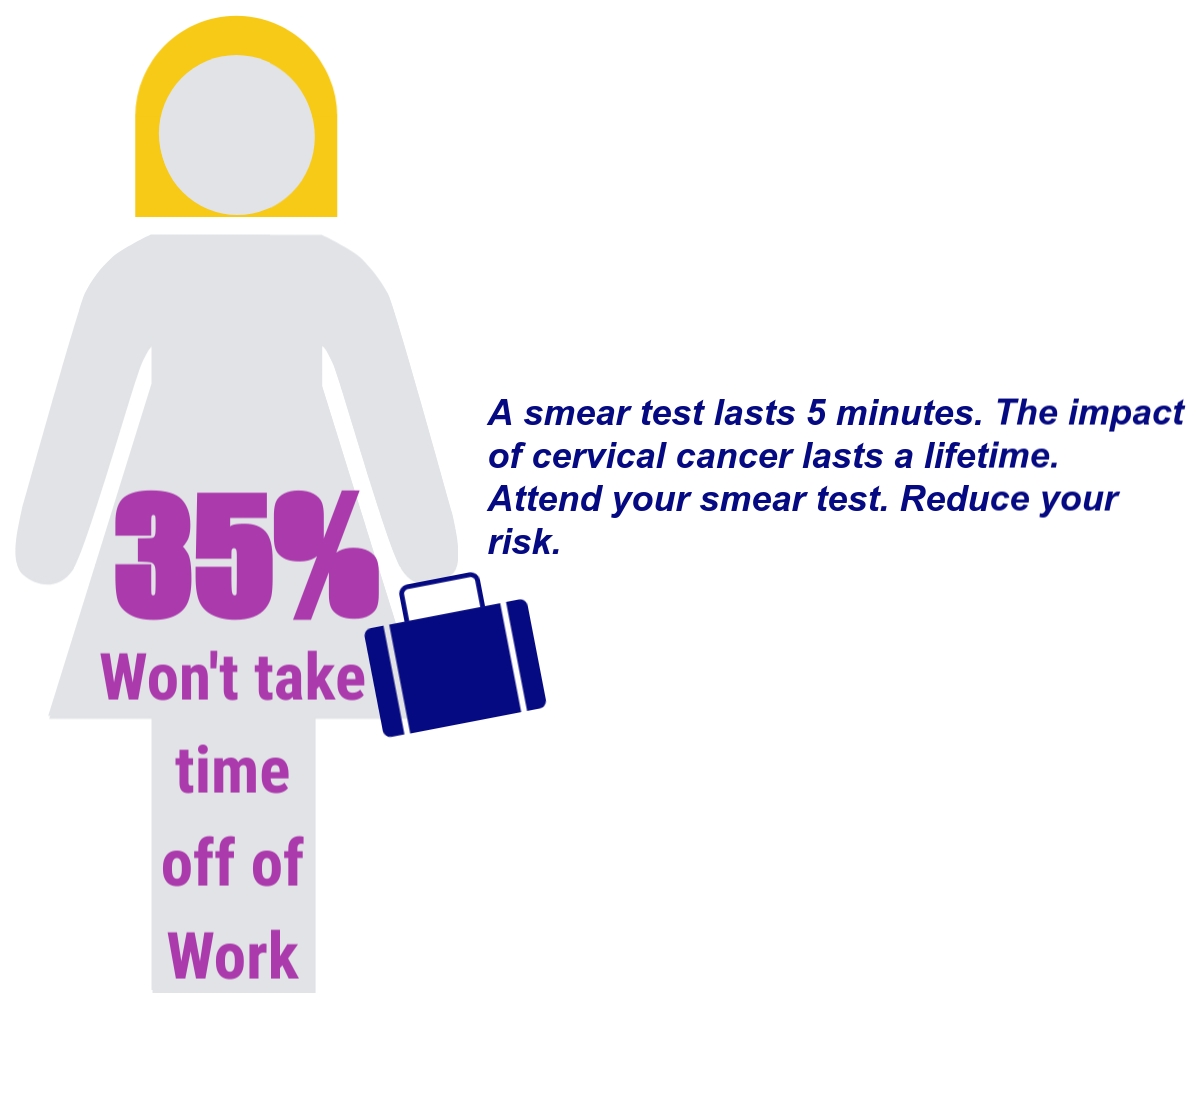 A smear test lasts 5 minutes. The impact
of cervical cancer lasts a lifetime.
Attend your smear test. Reduce your
risk.
35%
Won't take
time
off of
Work